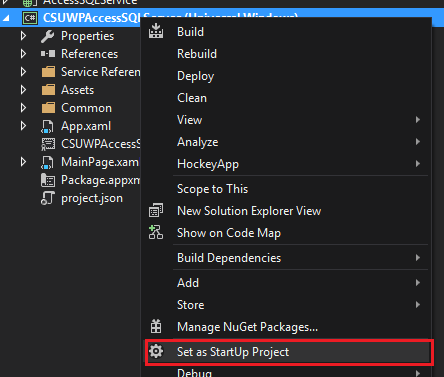 AccessSQLService
CSUWPAccessSQLService (Universal Windows)
Properties
References
Service Referen
Assets
Common
App.xaml
CSUWPAccessS
MainPage.xam
Package.appxm
project.json
Build
Rebuild
Deploy
Clean
View
Analyze
HockeyApp
Scope to This
New Solution Explorer View
Show on Code Map
Build Dependencies
Add
Store
Manage NuGet Packages...
Set as StartUp Project
Debug